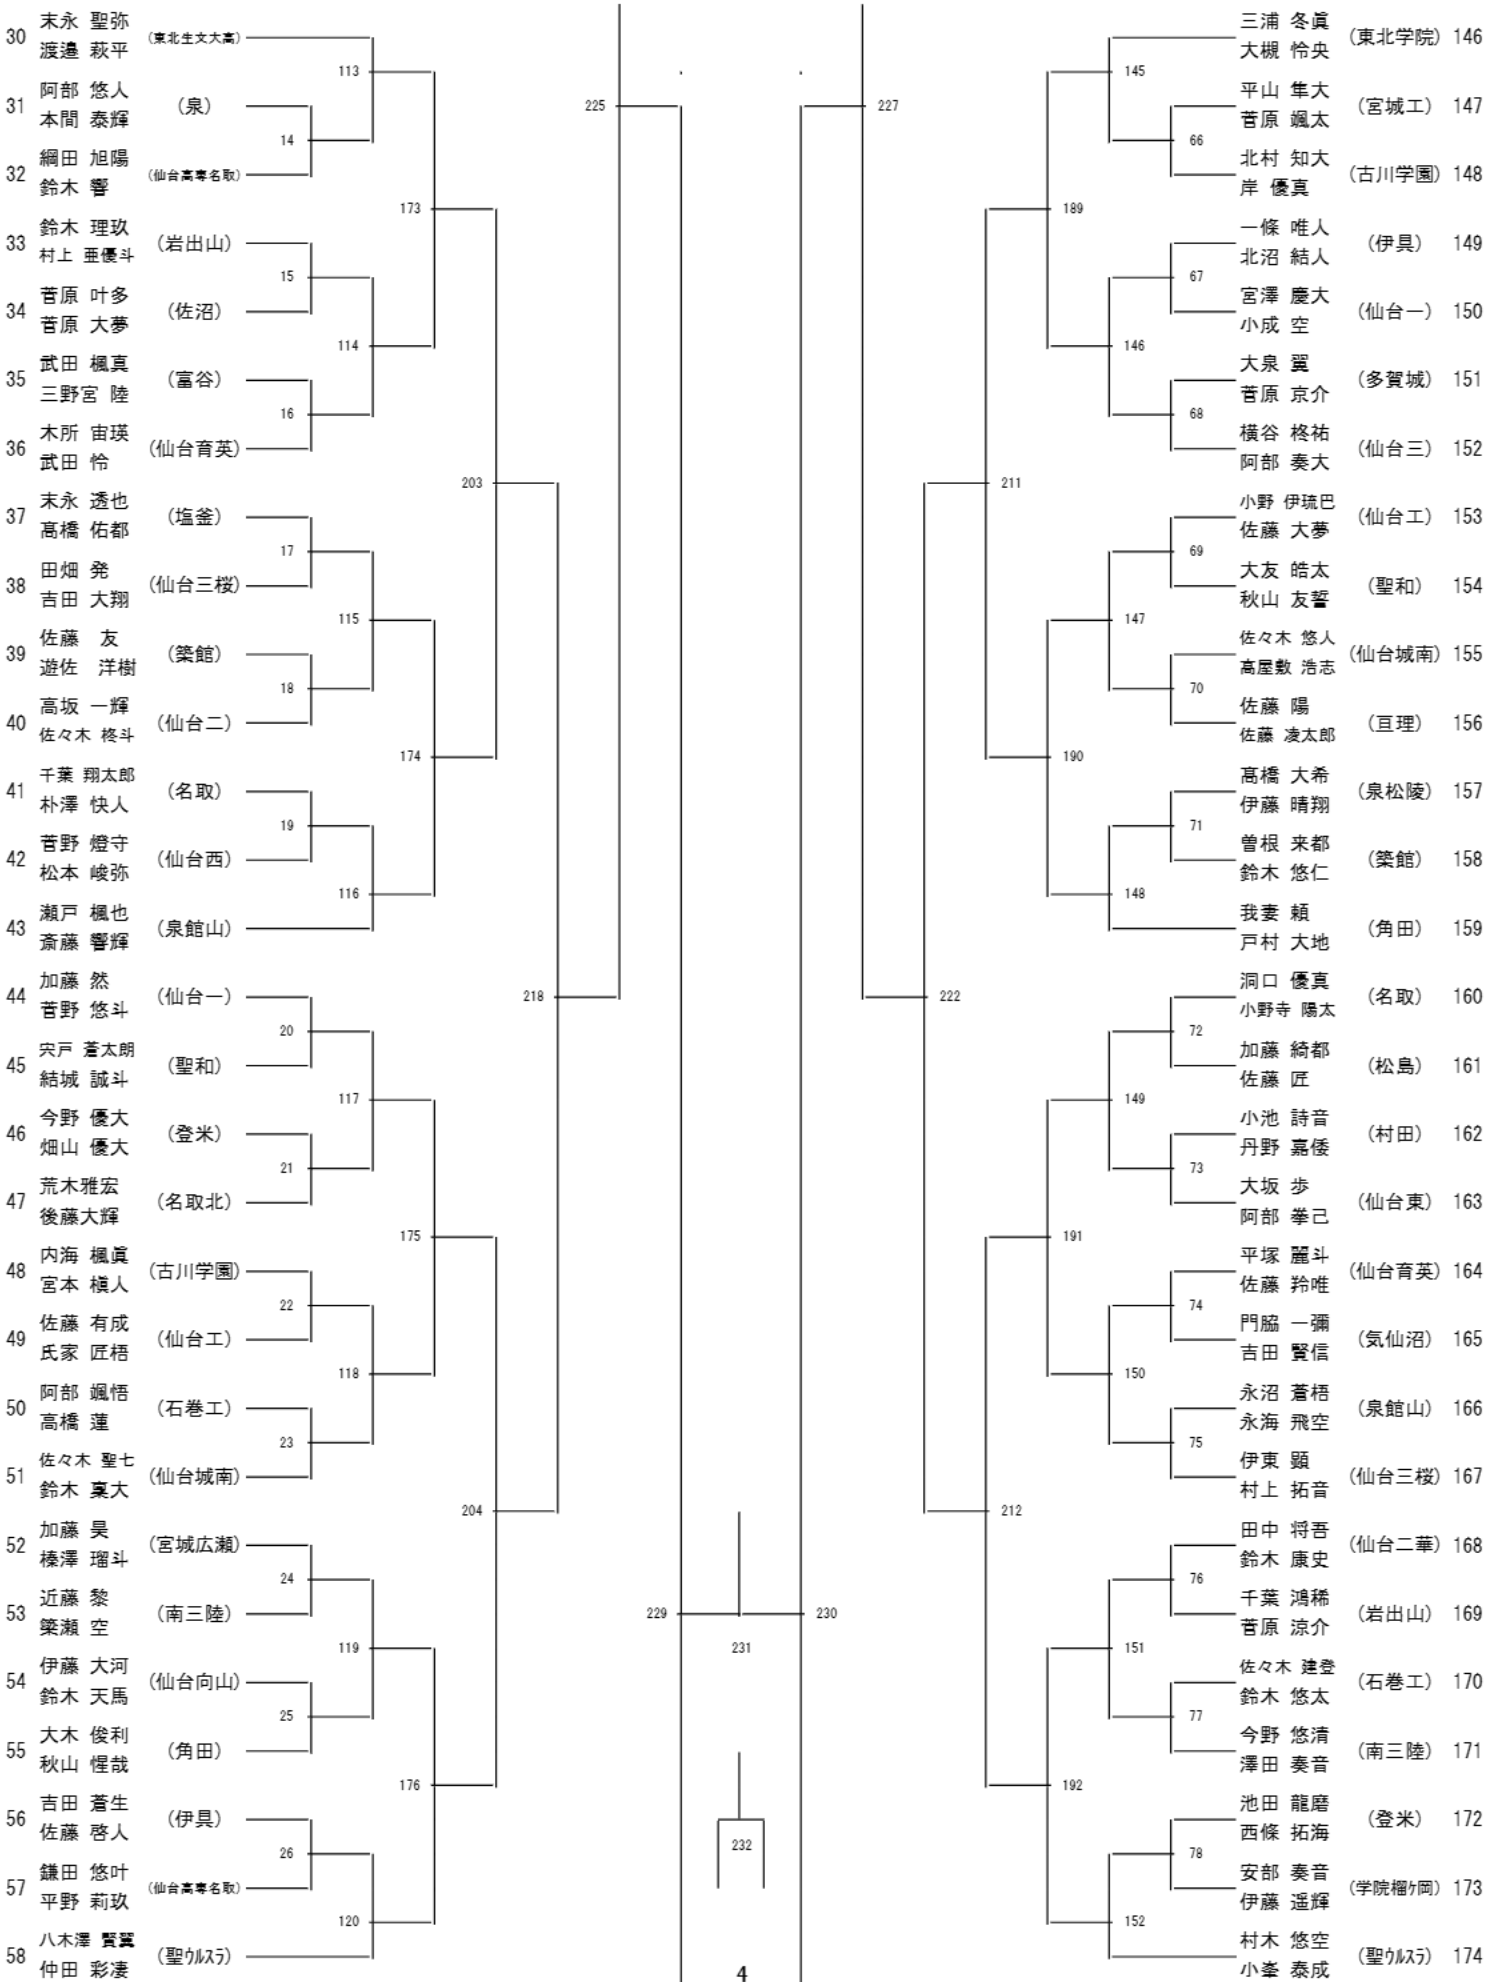 30 末永 聖弥 渡邉 萩平 (東北生文大高)
31 阿部 悠人 本間 泰輝 (泉)
32 綱田 旭陽 鈴木 響 (仙台高専名取)
33 鈴木 理玖 村上 亜優斗 (岩出山)
34 菅原 叶多 菅原 大夢 (佐沼)
35 武田 楓真 三野宮 陸 (富谷)
36 木所 宙瑛 武田 怜 (仙台育英)
37 末永 透也 髙橋 佑都 (塩釜)
38 田畑 発 吉田 大翔 (仙台三桜)
39 佐藤 友 遊佐 洋樹 (築館)
40 高坂 一輝 佐々木 柊斗 (仙台二)
41 千葉 翔太郎 朴澤 快人 (名取)
42 菅野 燈守 松本 峻弥 (仙台西)
43 瀬戸 楓也 斎藤 響輝 (泉館山)
44 加藤 然 菅野 悠斗 (仙台一)
45 宍戸 蒼太朗 結城 誠斗 (聖和)
46 今野 優大 畑山 優大 (登米)
47 荒木雅宏 後藤大輝 (名取北)
48 内海 楓眞 宮本 槇人 (古川学園)
49 佐藤 有成 氏家 匠梧 (仙台工)
50 阿部 颯悟 高橋 蓮 (石巻工)
51 佐々木 聖七 鈴木 稟大 (仙台城南)
52 加藤 昊 榛澤 瑠斗 (宮城広瀬)
53 近藤 黎 簗瀬 空 (南三陸)
54 伊藤 大河 鈴木 天馬 (仙台向山)
55 大木 俊利 秋山 惺哉 (角田)
56 吉田 蒼生 佐藤 啓人 (伊具)
57 鎌田 悠叶 平野 莉玖 (仙台高専名取)
58 八木澤 賢翼 仲田 彩凄 (聖ウルスラ)
14
15
16
17
18
19
20
21
22
23
24
25
26
113
114
115
116
117
118
119
120
173
174
175
176
203
204
218
225
229
231
232
4
230
227
222
211
212
189
190
191
192
145
146
147
148
149
150
151
152
66
67
68
69
70
71
72
73
74
75
76
77
78
三浦 冬眞 大槻 怜央 (東北学院) 146
平山 隼大 菅原 颯太 (宮城工) 147
北村 知大 岸 優真 (古川学園) 148
一條 唯人 北沼 結人 (伊具) 149
宮澤 慶大 小成 空 (仙台一) 150
大泉 翼 菅原 京介 (多賀城) 151
横谷 柊祐 阿部 奏大 (仙台三) 152
小野 伊琉巴 佐藤 大夢 (仙台工) 153
大友 皓太 秋山 友誓 (聖和) 154
佐々木 悠人 高屋敷 浩志 (仙台城南) 155
佐藤 陽 佐藤 凌太郎 (亘理) 156
髙橋 大希 伊藤 晴翔 (泉松陵) 157
曽根 来都 鈴木 悠仁 (築館) 158
我妻 頼 戸村 大地 (角田) 159
洞口 優真 小野寺 陽太 (名取) 160
加藤 綺都 佐藤 匠 (松島) 161
小池 詩音 丹野 嘉倭 (村田) 162
大坂 歩 阿部 拳己 (仙台東) 163
平塚 麗斗 佐藤 羚唯 (仙台育英) 164
門脇 一彌 吉田 賢信 (気仙沼) 165
永沼 蒼梧 永海 飛空 (泉館山) 166
伊東 顕 村上 拓音 (仙台三桜) 167
田中 将吾 鈴木 康史 (仙台二華) 168
千葉 鴻稀 菅原 涼介 (岩出山) 169
佐々木 建登 鈴木 悠太 (石巻工) 170
今野 悠清 澤田 奏音 (南三陸) 171
池田 龍磨 西條 拓海 (登米) 172
安部 奏音 伊藤 遥輝 (学院榴ケ岡) 173
村木 悠空 小峯 泰成 (聖ウルスラ) 174